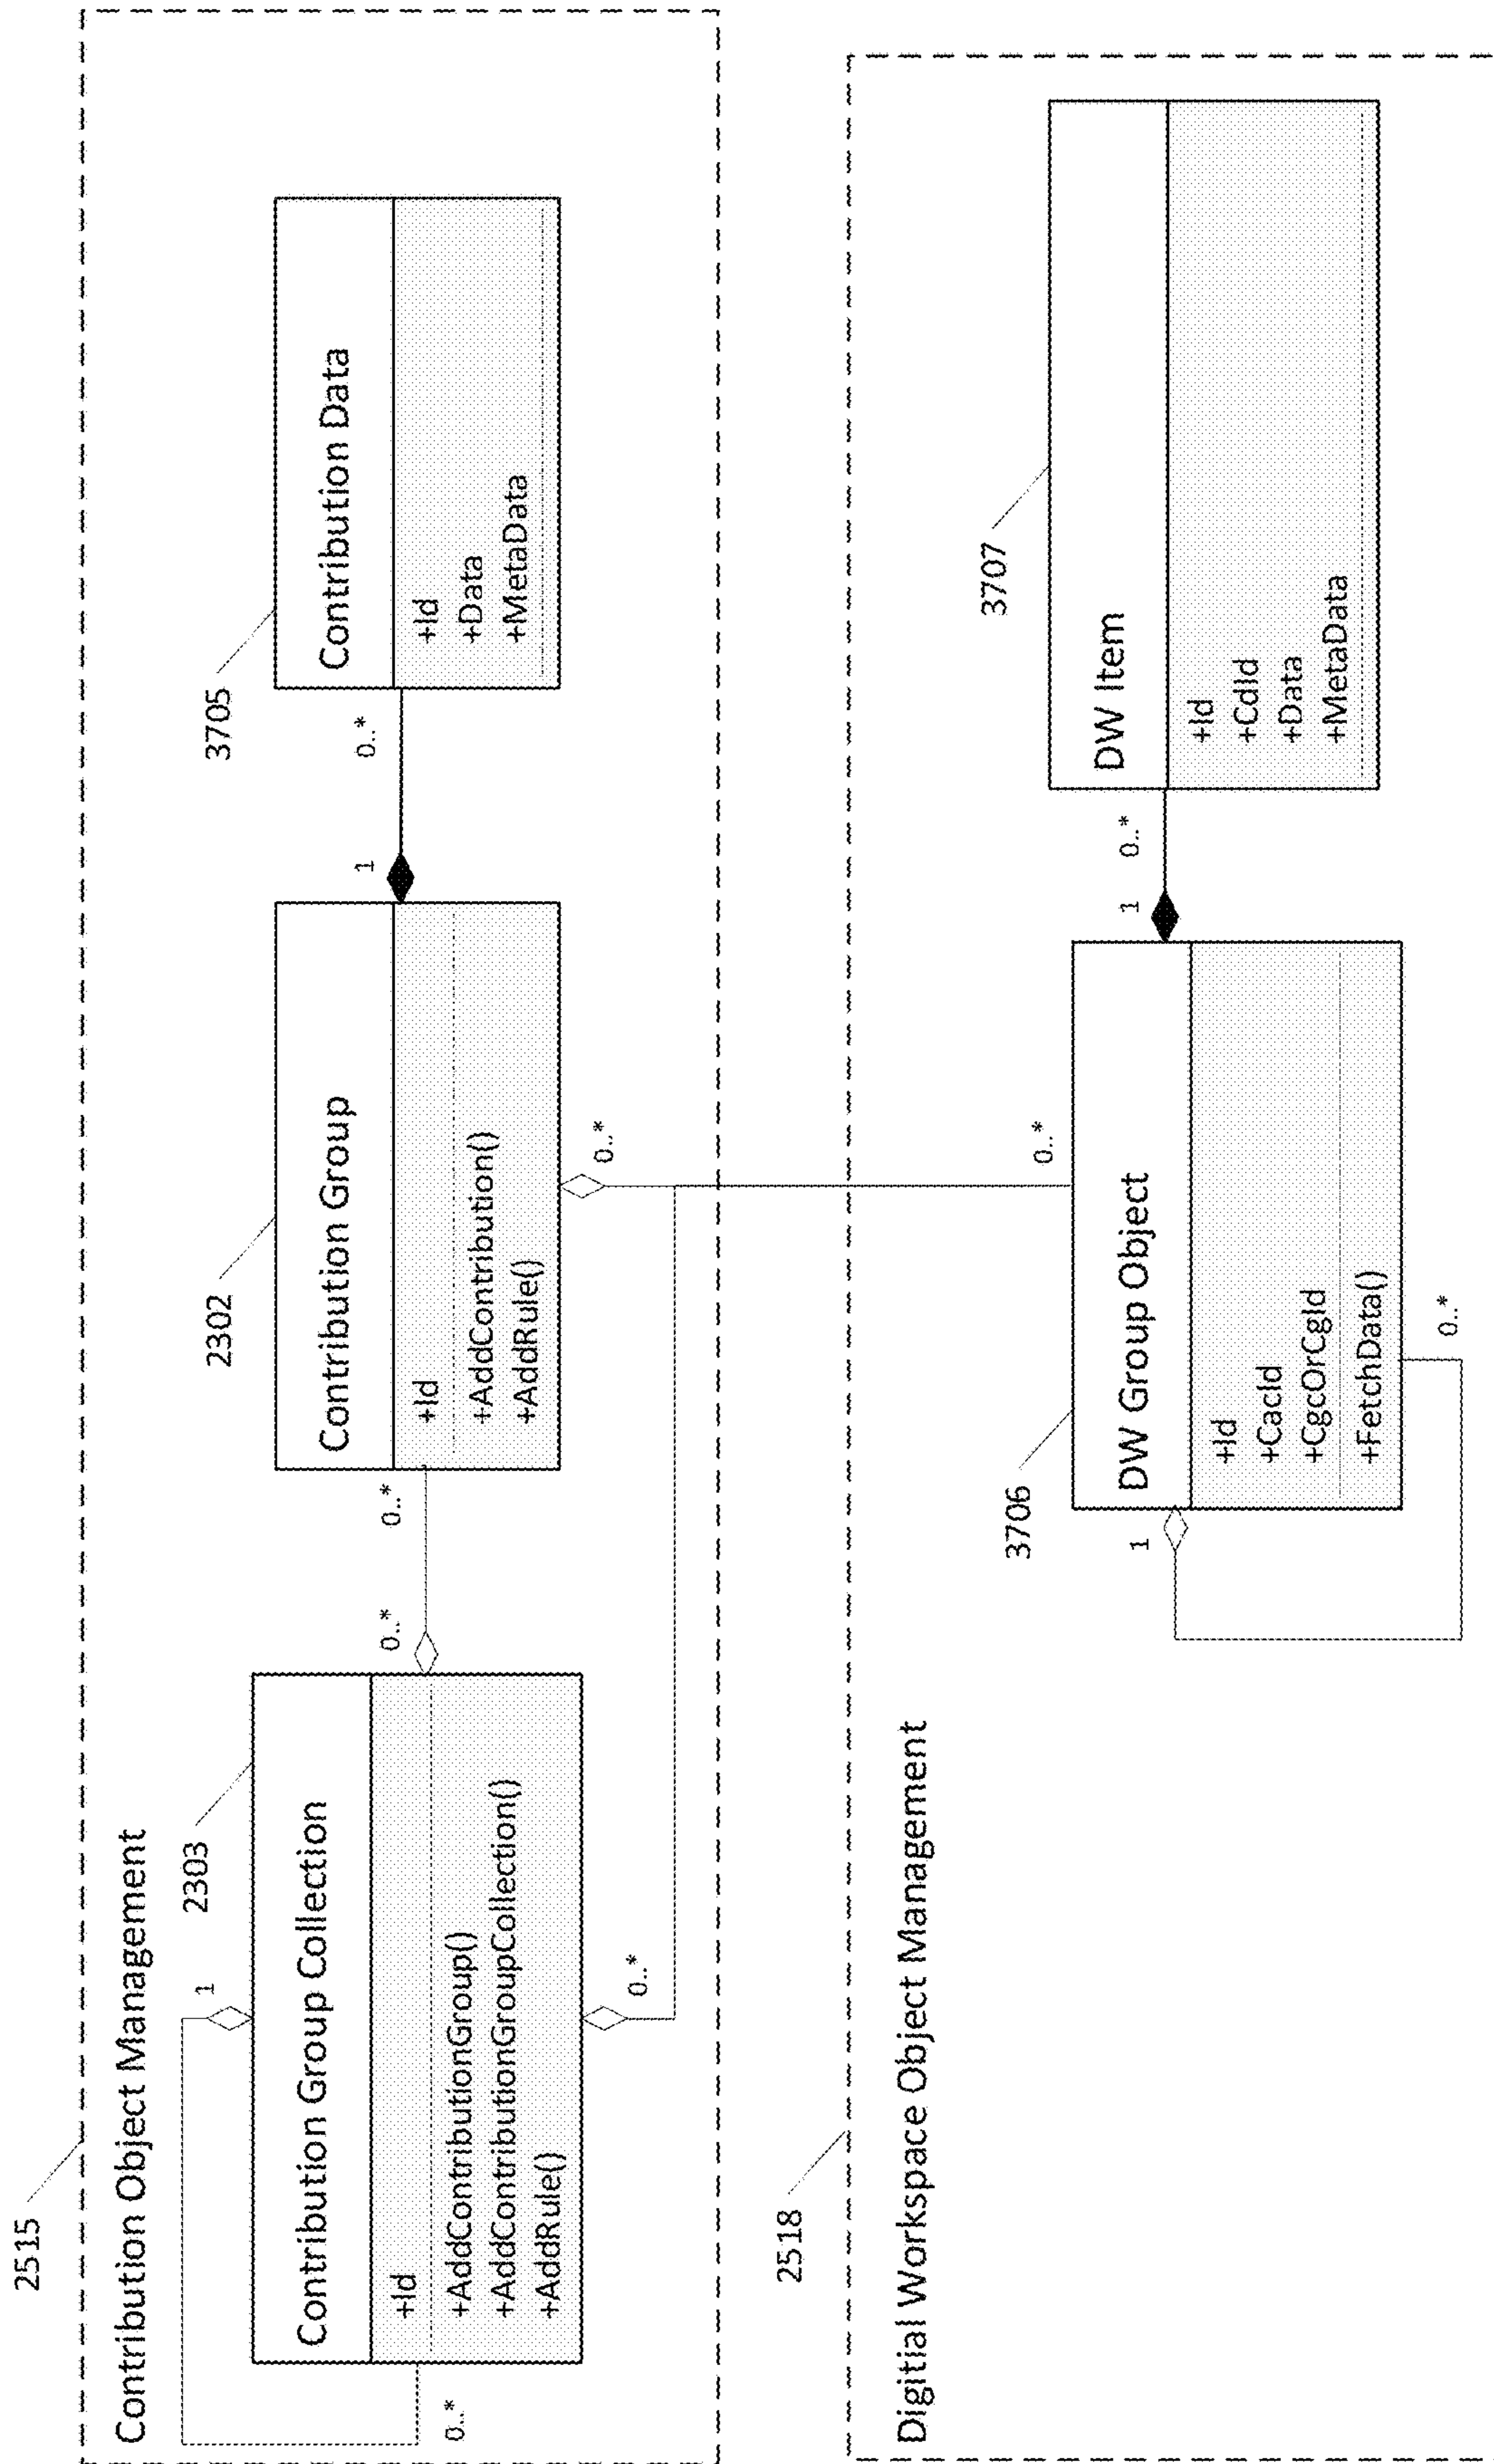 2515
Contribution Object Management
2303
Contribution Group Collection
+Id
+AddContributionGroup()
+AddContributionGroupCollection()
+AddRule()
1
0..*
0..*
0..*
0..*
2302
Contribution Group
+Id
+AddContribution()
+AddRule()
0..*
1
0..*
3705
Contribution Data
+Id
+Data
+MetaData
2518
Digitial Workspace Object Management
3706
DW Group Object
+Id
+CacId
+CgcOrCgId
+FetchData()
1
0..*
0..*
1
0..*
3707
DW Item
+Id
+CdId
+Data
+MetaData